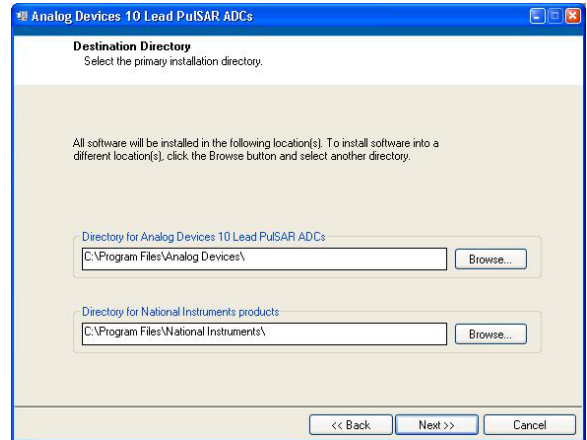 Analog Devices 10 Lead PulSAR ADCs
Destination Directory
Select the primary installation directory.
All software will be installed in the following location(s). To install software into a
different location(s), click the Browse button and select another directory.
Directory for Analog Devices 10 Lead PulSAR ADCs
C:\Program Files\Analog Devices\
Browse...
Directory for National Instruments products
C:\Program Files\National Instruments\
Browse...
<< Back
Next >>
Cancel